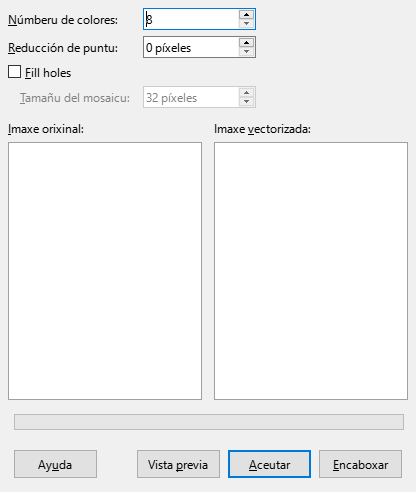 Númberu de colores: 8
Reducción de puntu: 0 píxeles
Fill holes
Tamañu del mosaicu: 32 píxeles
Imaxe orixinal: Imaxe vectorizada:
Ayuda Vista previa Aceutar Encaboxar